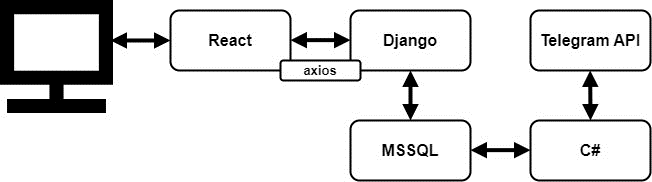 React
Django
Telegram API
axios
MSSQL
C#